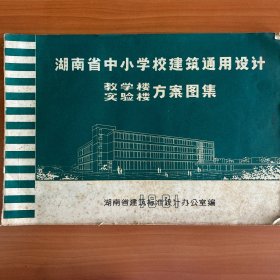 湖南省中小学校建筑通用设计
教学楼
实验楼 方案图集
1981
湖南省建筑标准设计办公室编